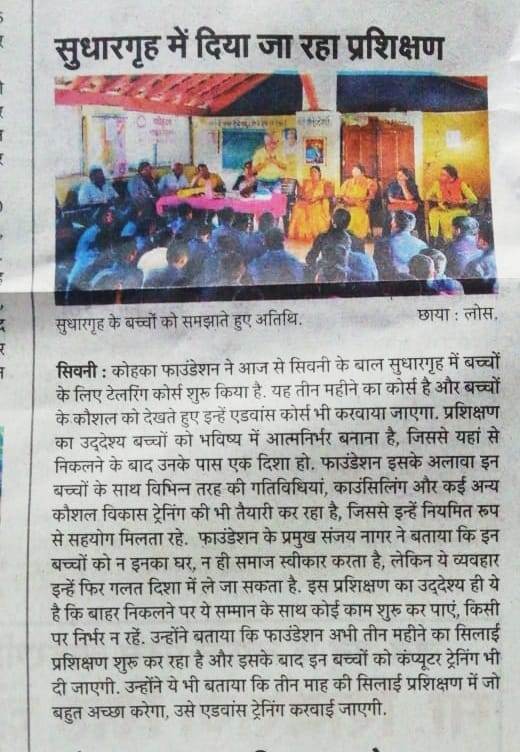 सुधारगृह में दिया जा रहा प्रशिक्षण
सुधारगृह के बच्चों को समझाते हुए अतिथि.
छाया : लोस.
सिवनी : कोहका फाउंडेशन ने आज से सिवनी के बाल सुधारगृह में बच्चों
के लिए टेलरिंग कोर्स शुरू किया है. यह तीन महीने का कोर्स है और बच्चों
के कौशल को देखते हुए इन्हें एडवांस कोर्स भी करवाया जाएगा. प्रशिक्षण
का उद्देश्य बच्चों को भविष्य में आत्मनिर्भर बनाना है, जिससे यहां से
निकलने के बाद उनके पास एक दिशा हो. फाउंडेशन इसके अलावा इन
बच्चों के साथ विभिन्न तरह की गतिविधियां, काउंसिलिंग और कई अन्य
कौशल विकास ट्रेनिंग की भी तैयारी कर रहा है, जिससे इन्हें नियमित रूप
से सहयोग मिलता रहे. फाउंडेशन के प्रमुख संजय नागर ने बताया कि इन
बच्चों को न इनका घर, न ही समाज स्वीकार करता है, लेकिन ये व्यवहार
इन्हें फिर गलत दिशा में ले जा सकता है. इस प्रशिक्षण का उद्देश्य ही ये
है कि बाहर निकलने पर ये सम्मान के साथ कोई काम शुरू कर पाएं, किसी
पर निर्भर न रहें. उन्होंने बताया कि फाउंडेशन अभी तीन महीने का सिलाई
प्रशिक्षण शुरू कर रहा है और इसके बाद इन बच्चों को कंप्यूटर ट्रेनिंग भी
दी जाएगी. उन्होंने ये भी बताया कि तीन माह की सिलाई प्रशिक्षण में जो
बहुत अच्छा करेगा, उसे एडवांस ट्रेनिंग करवाई जाएगी.